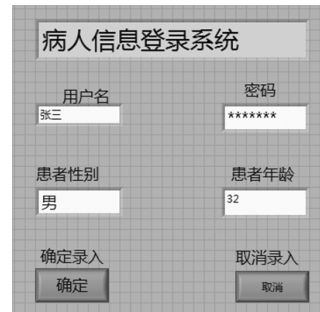 病人信息登录系统
用户名 密码
张三 *******
患者性别 患者年龄
男 32
确定录入 取消录入
确定 取消